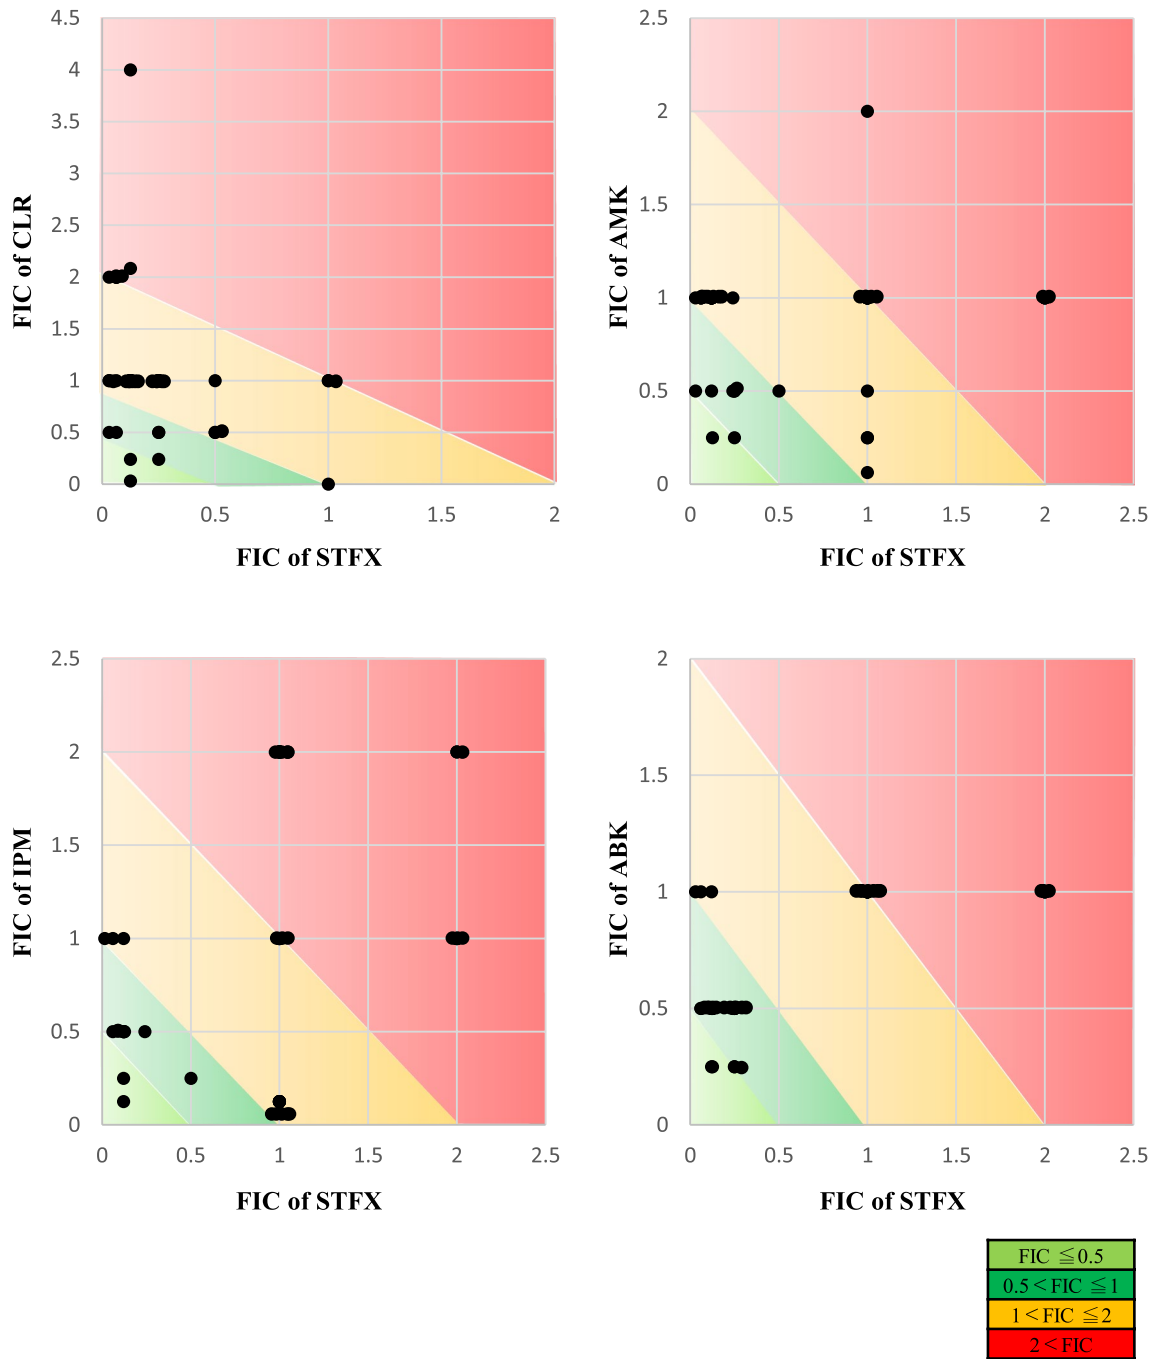 4.5
4
3.5
3
2.5
2
1.5
1
0.5
0
FIC of CLR
0 0.5 1 1.5 2
FIC of STFX
2.5
2
1.5
1
0.5
0
FIC of AMK
0 0.5 1 1.5 2 2.5
FIC of STFX
2.5
2
1.5
1
0.5
0
FIC of IPM
0 0.5 1 1.5 2 2.5
FIC of STFX
2
1.5
1
0.5
0
FIC of ABK
0 0.5 1 1.5 2 2.5
FIC of STFX
FIC ≦0.5
0.5 < FIC ≦1
1 < FIC ≦2
2 < FIC